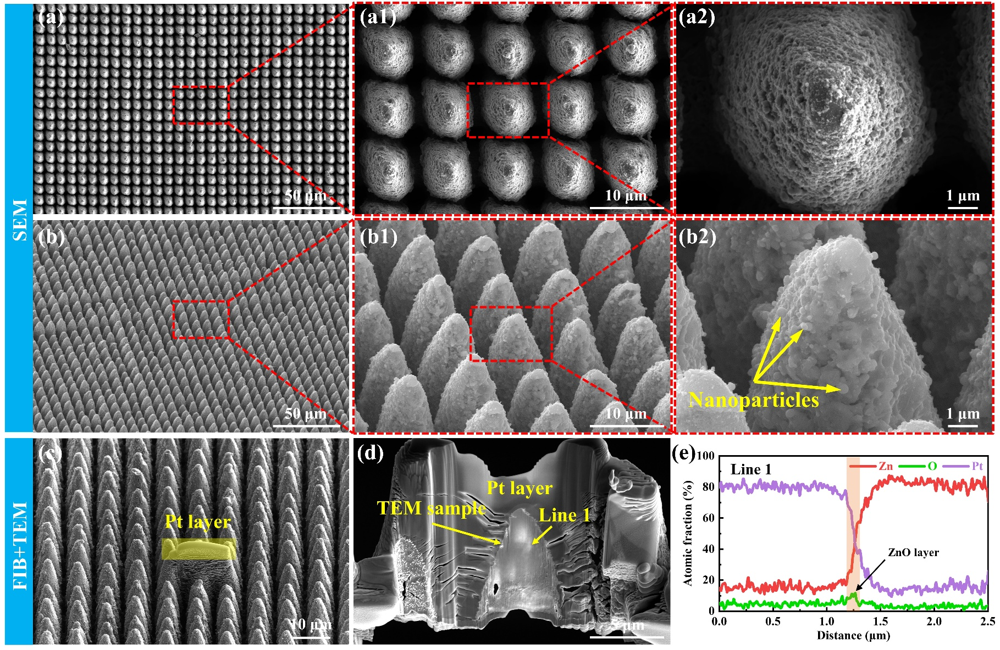 SEM
(a)
50 μm
(a1)
10 μm
(a2)
1 μm
(b)
50 μm
(b1)
10 μm
(b2)
Nanoparticles
1 μm
FIB+TEM
(c)
Pt layer
10 μm
(d)
Pt layer
TEM sample
Line 1
5 μm
(e)
Line 1
Zn
O
Pt
ZnO layer
Atomic fraction (%)
100
80
60
40
20
0
0.0 0.5 1.0 1.5 2.0 2.5
Distance (μm)